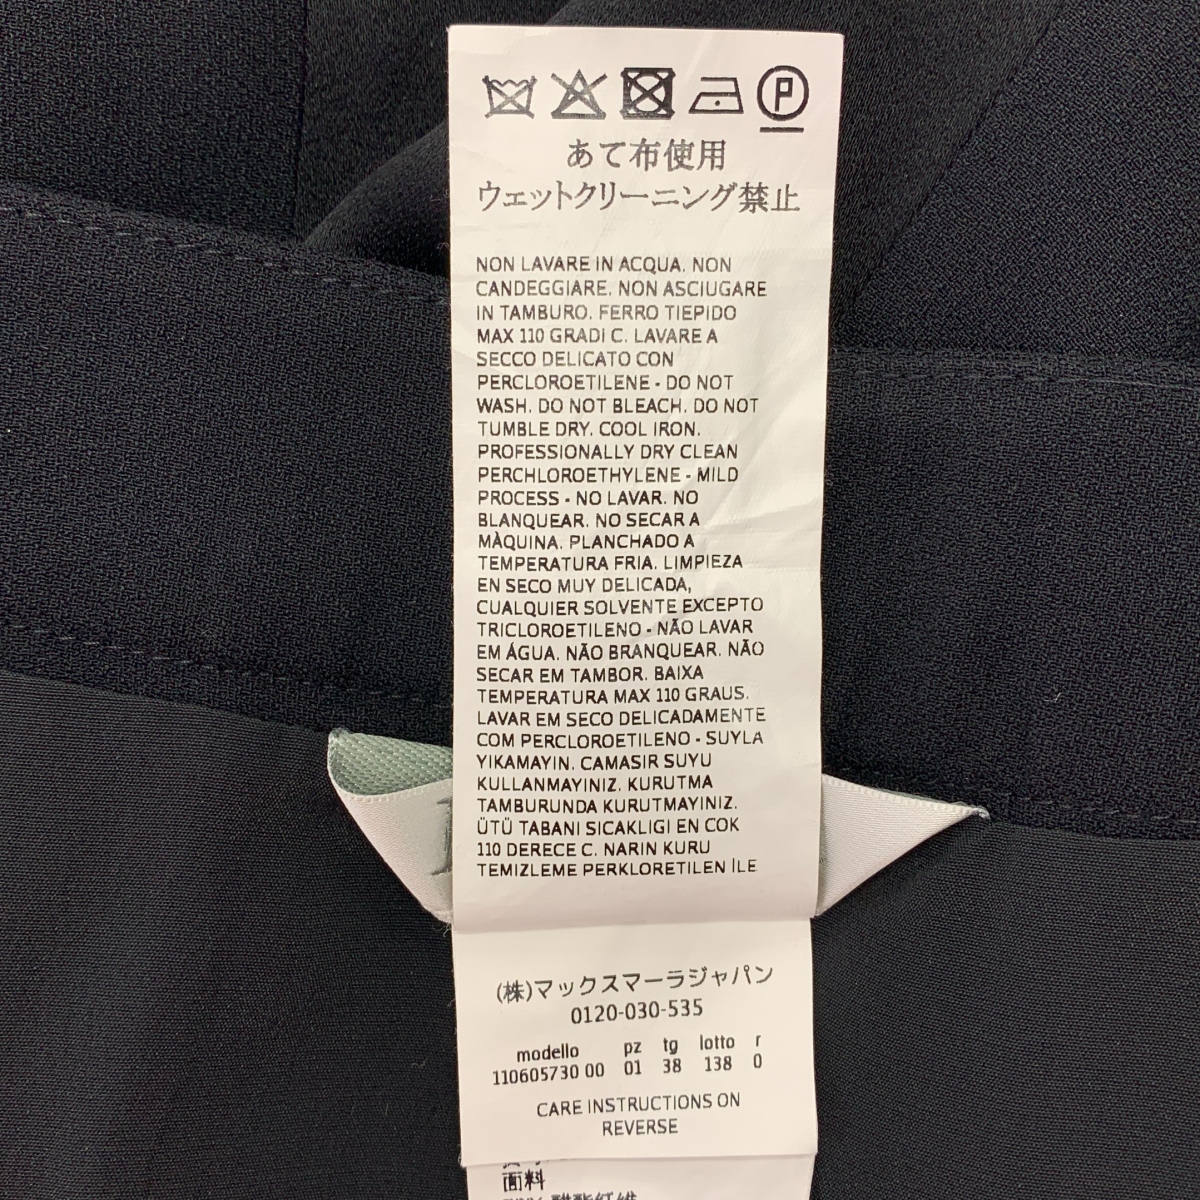 P
あて布使用
ウェットクリーニング禁止
NON LAVARE IN ACQUA. NON
CANDEGGIARE. NON ASCIUGARE
IN TAMBURO. FERRO TIEPIDO
MAX 110 GRADI C. LAVARE A
SECCO DELICATO CON
PERCLOROETILENE - DO NOT
WASH. DO NOT BLEACH. DO NOT
TUMBLE DRY. COOL IRON.
PROFESSIONALLY DRY CLEAN
PERCHLOROETHYLENE - MILD
PROCESS - NO LAVAR. NO
BLANQUEAR. NO SECAR A
MÀQUINA. PLANCHADO A
TEMPERATURA FRIA. LIMPIEZA
EN SECO MUY DELICADA,
CUALQUIER SOLVENTE EXCEPTO
TRICLOROETILENO - NÃO LAVAR
EM ÁGUA. NÃO BRANQUEAR. NÃO
SECAR EM TAMBOR. BAIXA
TEMPERATURA MAX 110 GRAUS.
LAVAR EM SECO DELICADAMENTE
COM PERCLOROETILENO - SUYLA
YIKAMAYIN. CAMASIR SUYU
KULLANMAYINIZ. KURUTMA
TAMBURUNDA KURUTMAYINIZ.
ÜTÜ TABANI SICAKLIGI EN COK
110 DERECE C. NARIN KURU
TEMIZLEME PERKLORETILEN İLE
(株)マックスマーラジャパン
0120-030-535
modello pz tg lotto r
110605730 00 01 38 138 0
CARE INSTRUCTIONS ON
REVERSE
面料